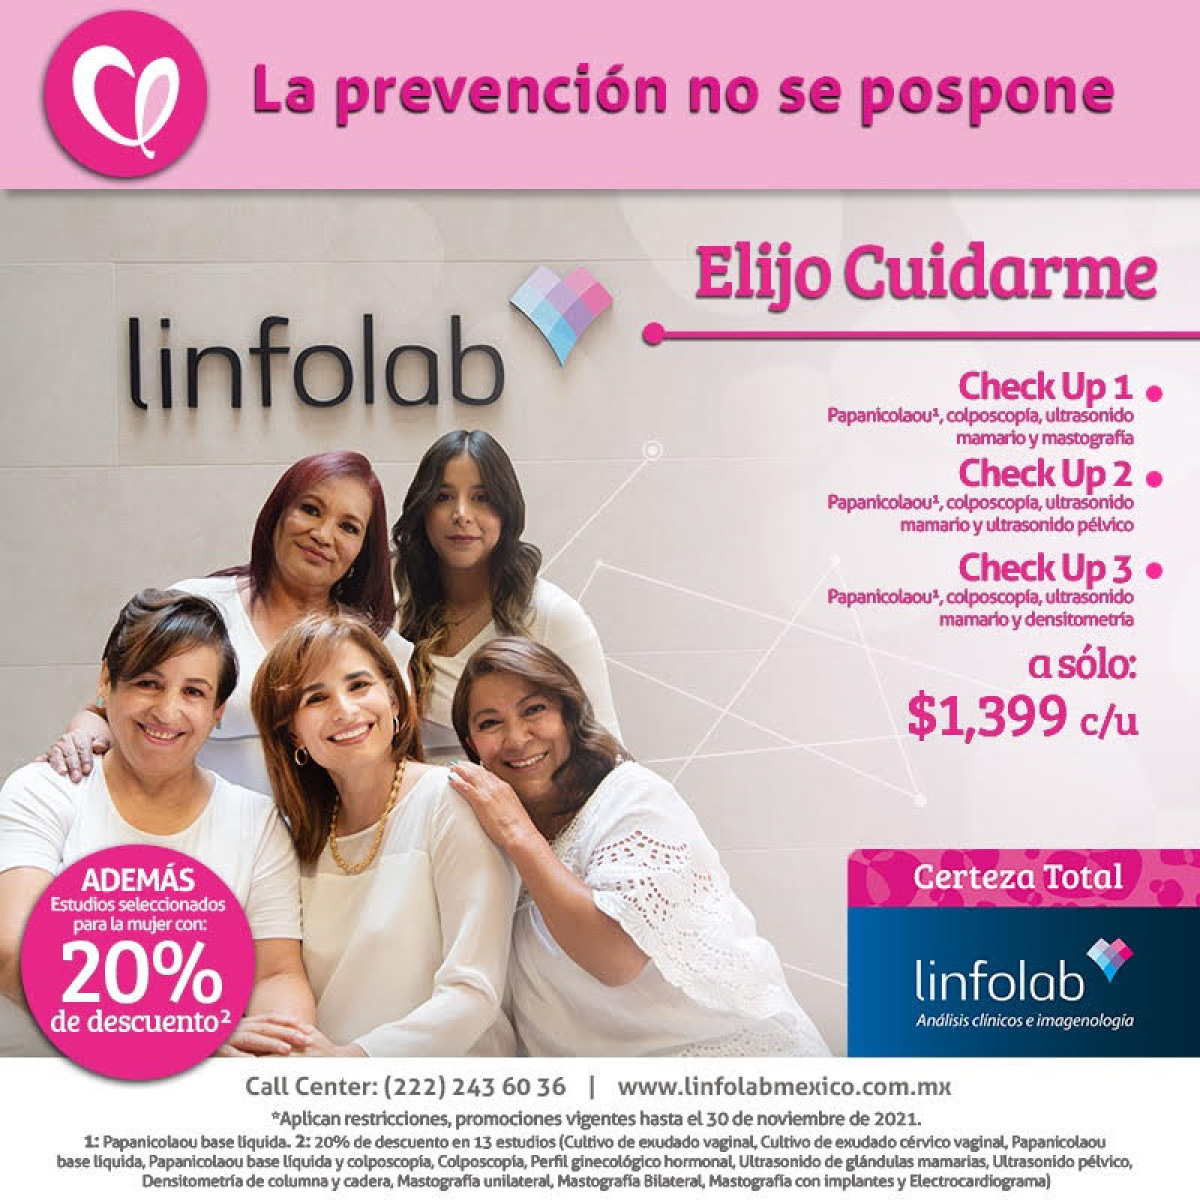 La prevención no se pospone
Elijo Cuidarme
linfolab
Check Up 1
Papanicolaou¹, colposcopía, ultrasonido
mamario y mastografía
Check Up 2
Papanicolaou¹, colposcopía, ultrasonido
mamario y ultrasonido pélvico
Check Up 3
Papanicolaou¹, colposcopía, ultrasonido
mamario y densitometría
a sólo:
$1,399 c/u
ADEMÁS
Estudios seleccionados
para la mujer con:
20%
de descuento²
Certeza Total
linfolab
Análisis clínicos e imagenología
Call Center: (222) 243 60 36 | www.linfolabmexico.com.mx
*Aplican restricciones, promociones vigentes hasta el 30 de noviembre de 2021.
1: Papanicolaou base líquida. 2: 20% de descuento en 13 estudios (Cultivo de exudado vaginal, Cultivo de exudado cérvico vaginal, Papanicolaou
base líquida, Papanicolaou base líquida y colposcopía, Colposcopía, Perfil ginecológico hormonal, Ultrasonido de glándulas mamarias, Ultrasonido pélvico,
Densitometría de columna y cadera, Mastografía unilateral, Mastografía Bilateral, Mastografía con implantes y Electrocardiograma)